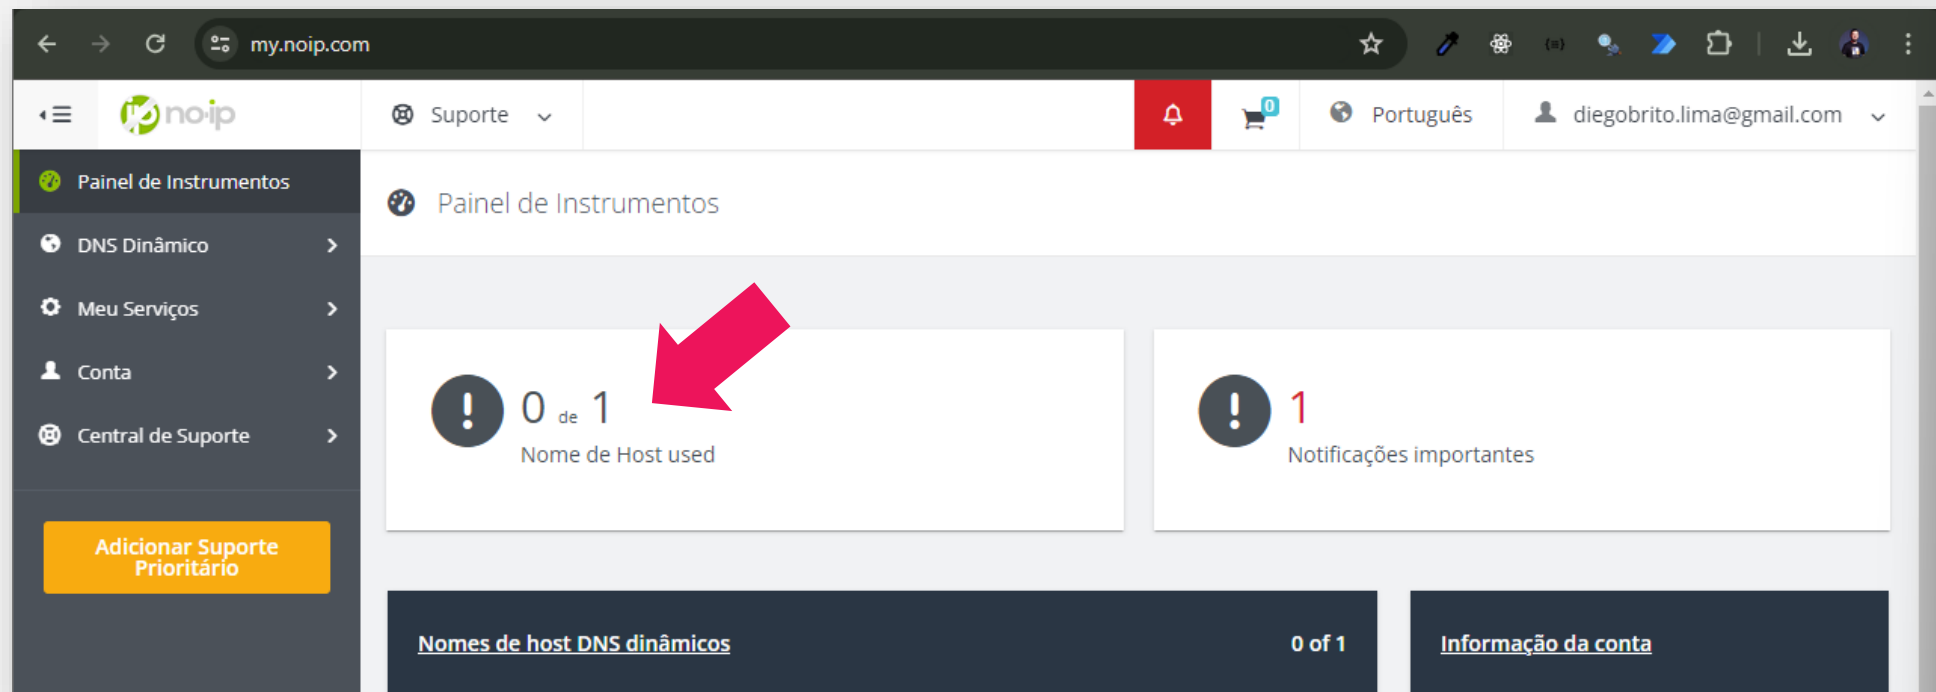 my.noip.com
no·ip
Suporte
0
Português
diegobrito.lima@gmail.com
Painel de Instrumentos
DNS Dinâmico
Meu Serviços
Conta
Central de Suporte
Adicionar Suporte
Prioritário
Painel de Instrumentos
0 de 1
Nome de Host used
1
Notificações importantes
Nomes de host DNS dinâmicos
0 of 1
Informação da conta